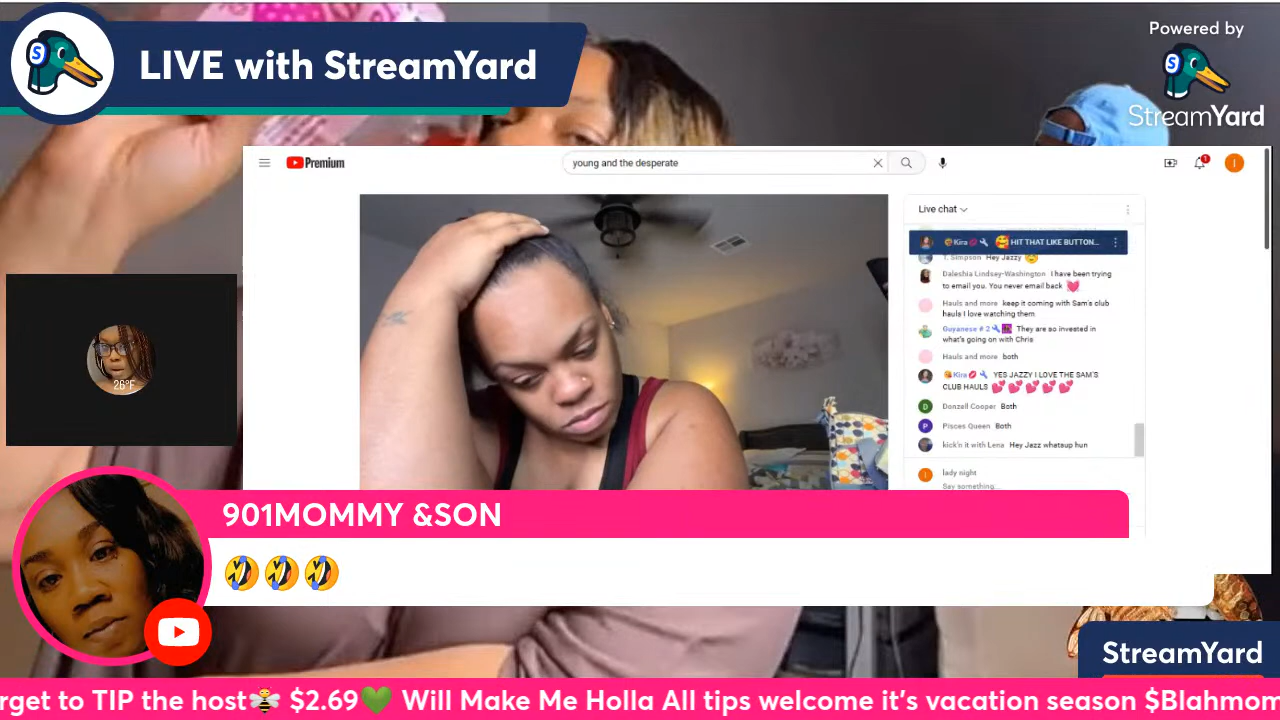 LIVE with StreamYard
Powered by
StreamYard
Premium
young and the desperate
1
I
Live chat
Kira HIT THAT LIKE BUTTON...
T. Simpson Hey Jazzy
Daleshia Lindsey-Washington I have been trying
to email you. You never email back
Hauls and more keep it coming with Sam's club
hauls I love watching them
Guyanese # 2 They are so invested in
what's going on with Chris
Hauls and more both
Kira YES JAZZY I LOVE THE SAM'S
CLUB HAULS
D Donzell Cooper Both
P Pisces Queen Both
kick'n it with Lena Hey Jazz whatsup hun
I lady night
Say something...
26°F
901MOMMY &SON
🤣🤣🤣
StreamYard
rget to TIP the host🐝 $2.69💚 Will Make Me Holla All tips welcome it's vacation season $Blahmom